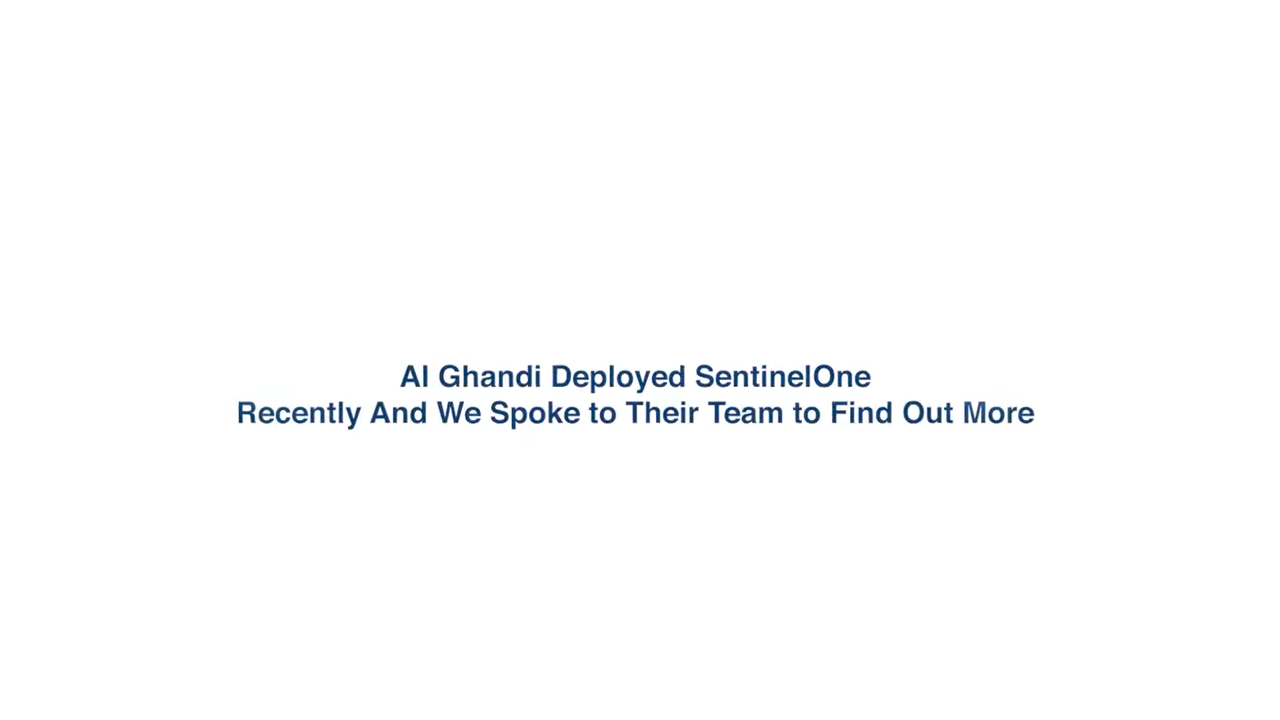 Al Ghandi Deployed SentinelOne
Recently And We Spoke to Their Team to Find Out More